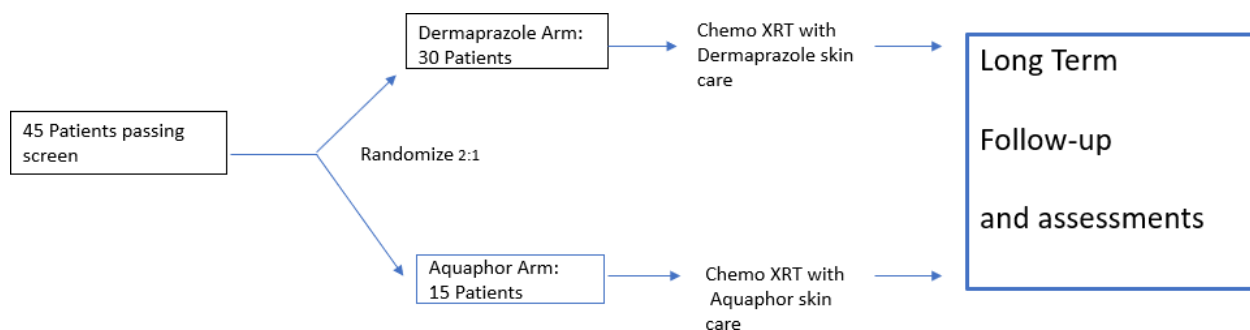 45 Patients passing
screen
Randomize 2:1
Dermaprazole Arm:
30 Patients
Chemo XRT with
Dermaprazole skin
care
Aquaphor Arm:
15 Patients
Chemo XRT with
Aquaphor skin
care
Long Term
Follow-up
and assessments